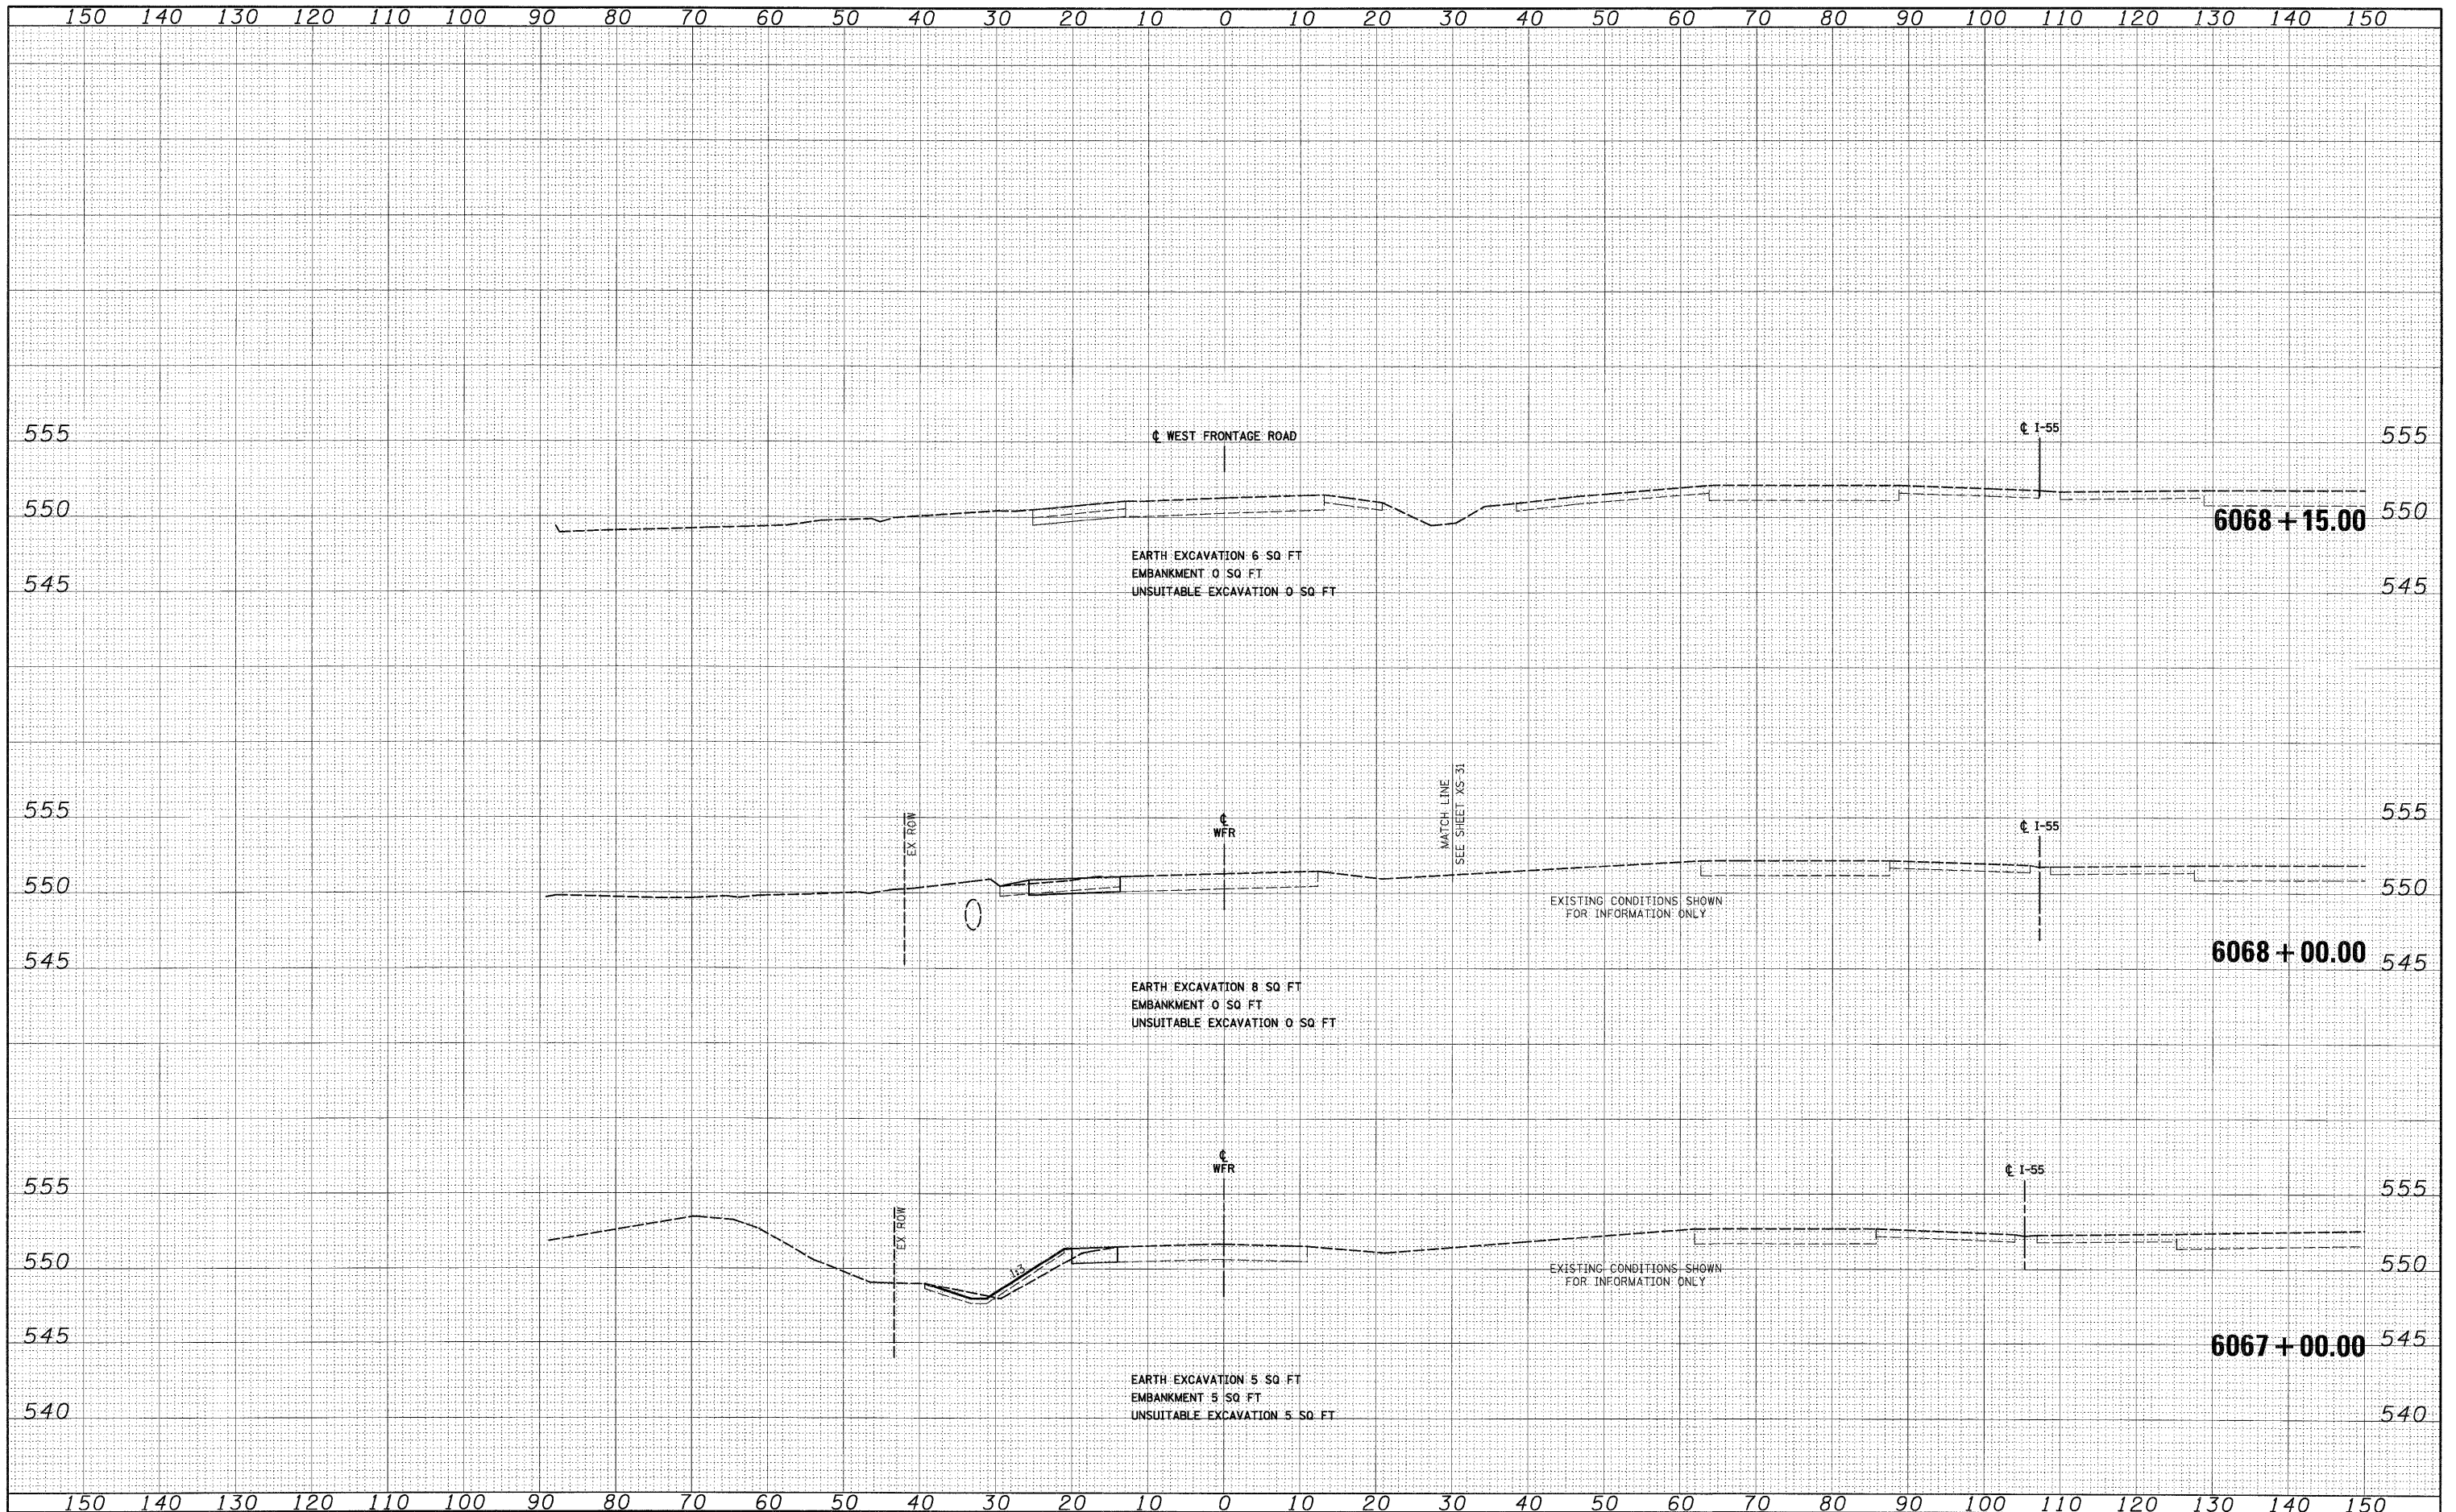 150 140 130 120 110 100 90 80 70 60 50 40 30 20 10 0 10 20 30 40 50 60 70 80 90 100 110 120 130 140 150
555 ℄ WEST FRONTAGE ROAD ℄ I-55 555
550 6068+15.00 550
EARTH EXCAVATION 6 SQ FT
EMBANKMENT 0 SQ FT
545 UNSUITABLE EXCAVATION 0 SQ FT 545
MATCH LINE
SEE SHEET XS-31
555 EX ROW ℄ ℄ I-55 555
WFR
550 550
EXISTING CONDITIONS SHOWN
FOR INFORMATION ONLY
545 6068+00.00 545
EARTH EXCAVATION 8 SQ FT
EMBANKMENT 0 SQ FT
UNSUITABLE EXCAVATION 0 SQ FT
℄
WFR
℄ I-55
555 555
EX ROW
550 1:3 550
EXISTING CONDITIONS SHOWN
FOR INFORMATION ONLY
545 6067+00.00 545
EARTH EXCAVATION 5 SQ FT
EMBANKMENT 5 SQ FT
540 UNSUITABLE EXCAVATION 5 SQ FT 540
150 140 130 120 110 100 90 80 70 60 50 40 30 20 10 0 10 20 30 40 50 60 70 80 90 100 110 120 130 140 150